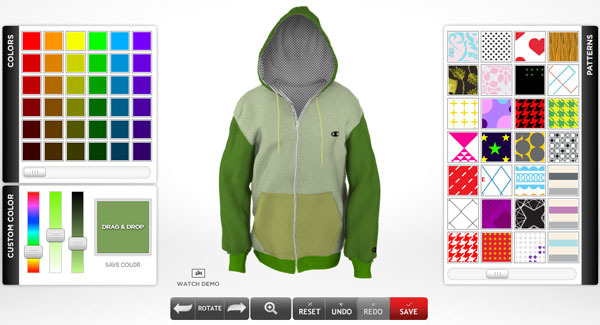 COLORS
CUSTOM COLOR
DRAG & DROP
SAVE COLOR
WATCH DEMO
ROTATE
RESET
UNDO
REDO
SAVE
PATTERNS